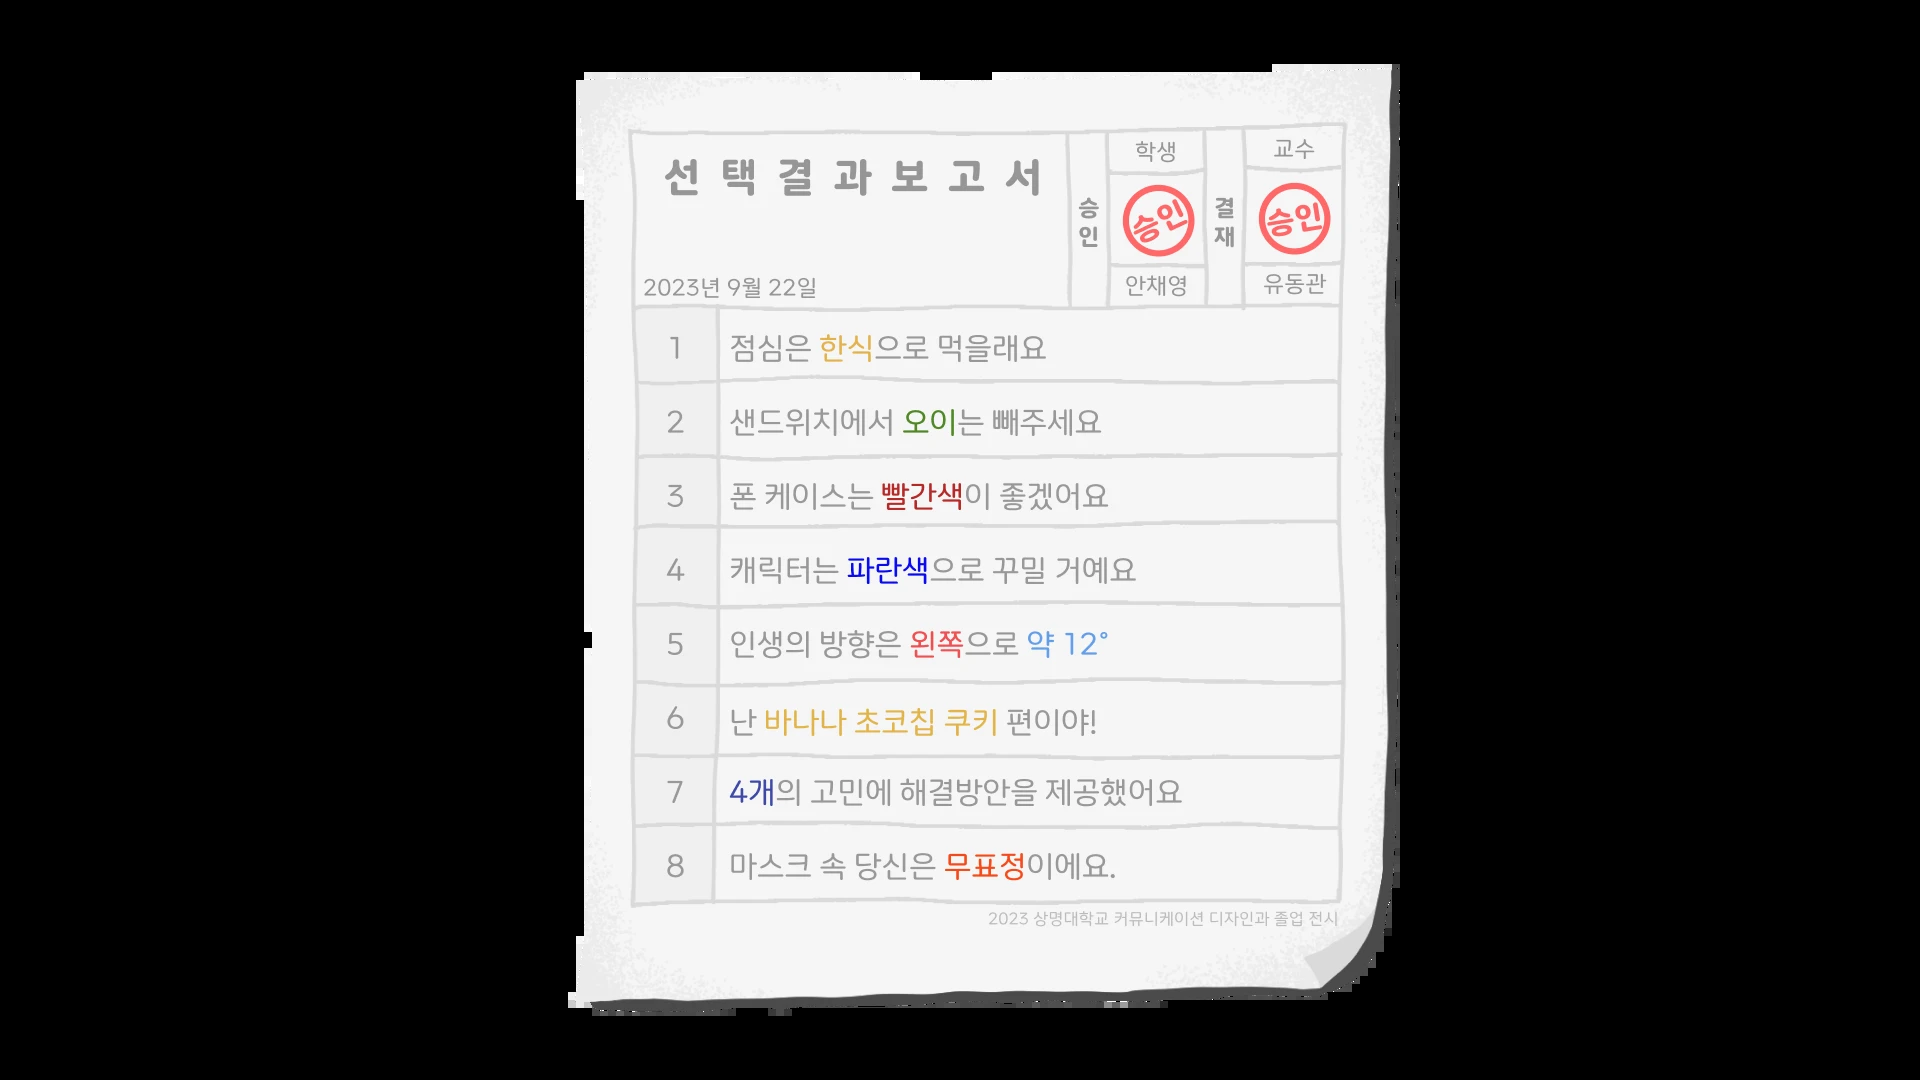 선택결과보고서
2023년 9월 22일
승인
학생
승인
안채영
결재
교수
승인
유동관
1 점심은 한식으로 먹을래요
2 샌드위치에서 오이는 빼주세요
3 폰 케이스는 빨간색이 좋겠어요
4 캐릭터는 파란색으로 꾸밀 거예요
5 인생의 방향은 왼쪽으로 약 12°
6 난 바나나 초코칩 쿠키 편이야!
7 4개의 고민에 해결방안을 제공했어요
8 마스크 속 당신은 무표정이에요.
2023 상명대학교 커뮤니케이션 디자인과 졸업 전시